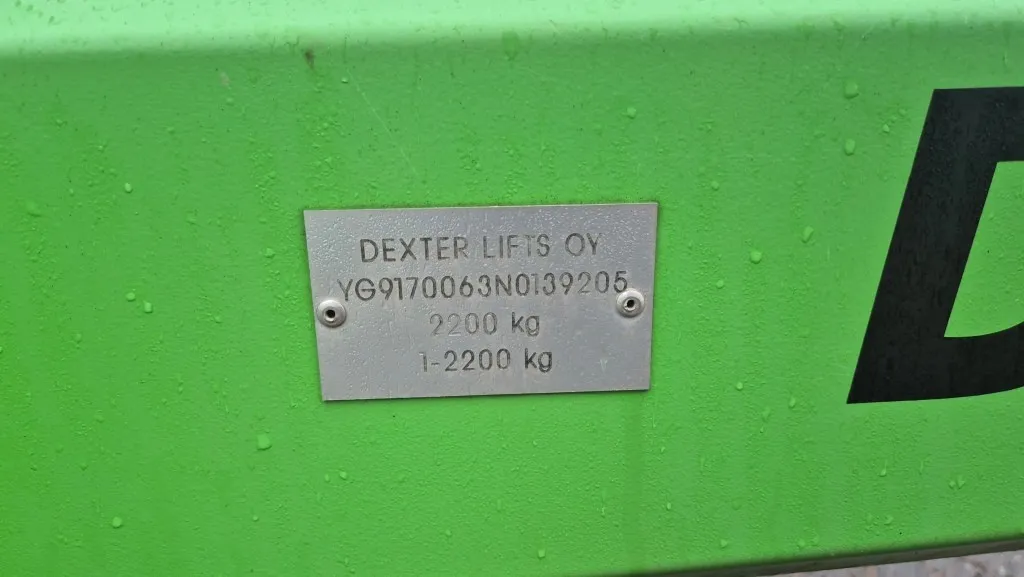 DEXTER LIFTS OY
YG9170063N0139205
2200 kg
1-2200 kg
D